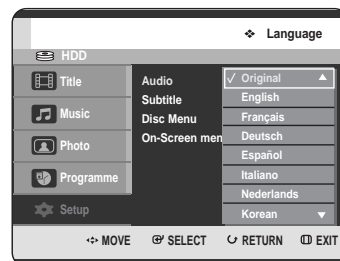 Language
HDD
Title
Music
Photo
Programme
Setup
Audio
Subtitle
Disc Menu
On-Screen men
✓ Original ▲
English
Français
Deutsch
Español
Italiano
Nederlands
Korean ▼
MOVE SELECT RETURN EXIT